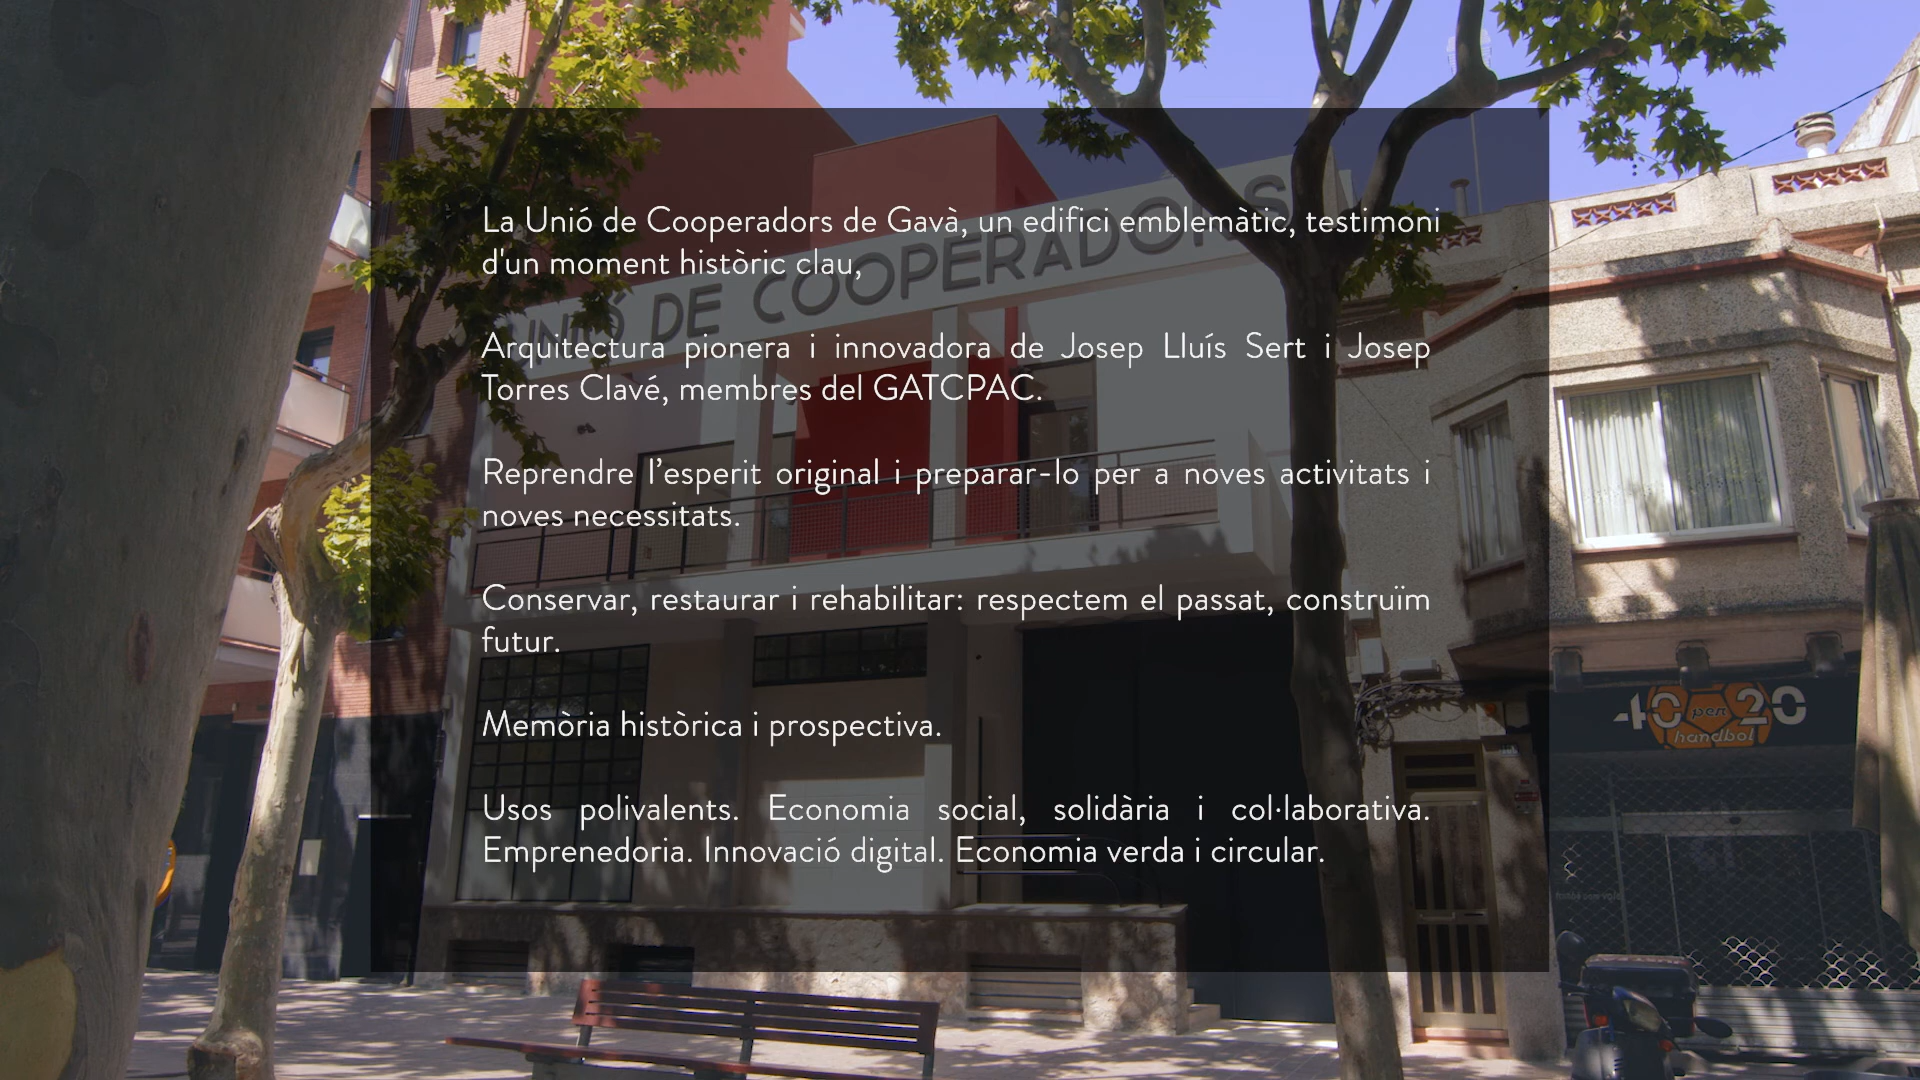 La Unió de Cooperadors de Gavà, un edifici emblemàtic, testimoni
d'un moment històric clau,
Arquitectura pionera i innovadora de Josep Lluís Sert i Josep
Torres Clavé, membres del GATCPAC.
Reprendre l’esperit original i preparar-lo per a noves activitats i
noves necessitats.
Conservar, restaurar i rehabilitar: respectem el passat, construïm
futur.
Memòria històrica i prospectiva.
Usos polivalents. Economia social, solidària i col·laborativa.
Emprenedoria. Innovació digital. Economia verda i circular.
UNIÓ DE COOPERADORS
40 20
open
handbol